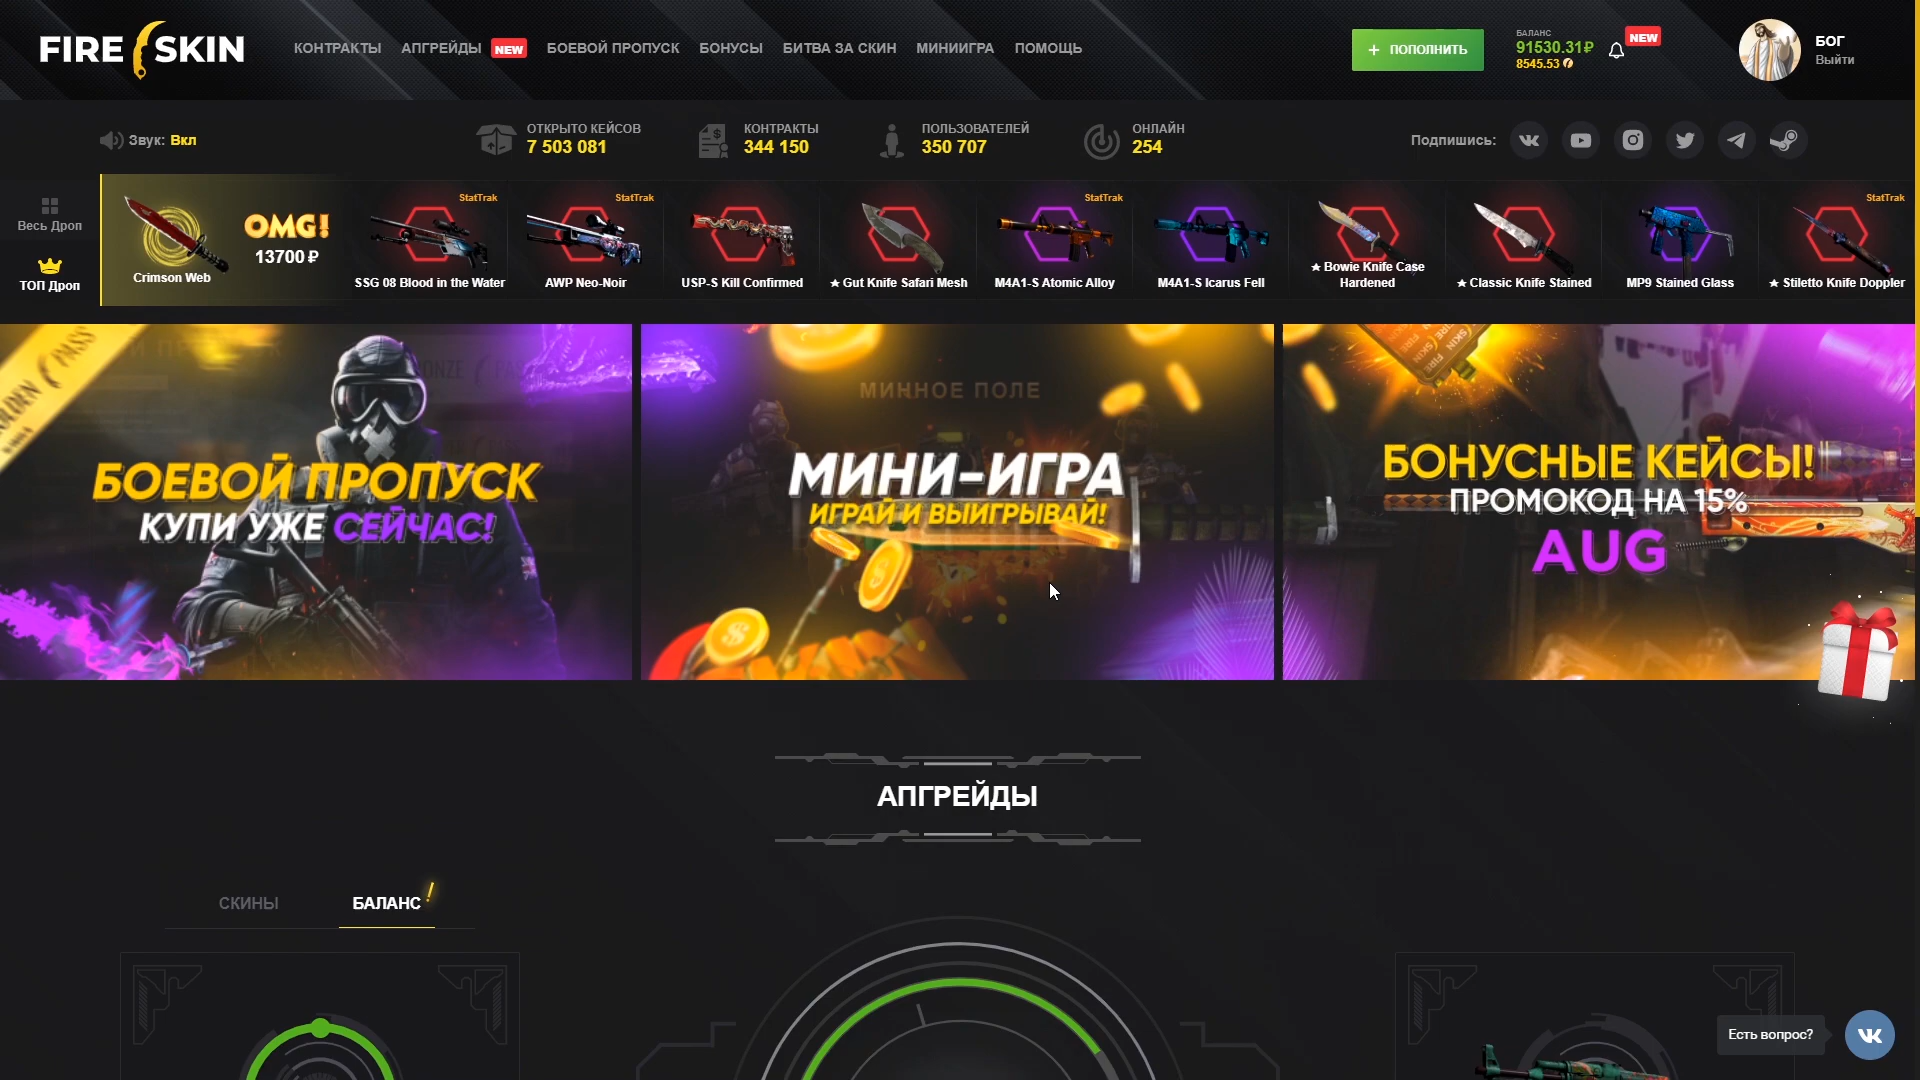 FIRE SKIN
КОНТРАКТЫ
АПГРЕЙДЫ NEW
БОЕВОЙ ПРОПУСК
БОНУСЫ
БИТВА ЗА СКИН
МИНИИГРА
ПОМОЩЬ
+ ПОПОЛНИТЬ
БАЛАНС
91530.31₽
8545.53
NEW
БОГ
Выйти
Звук: Вкл
ОТКРЫТО КЕЙСОВ
7 503 081
КОНТРАКТЫ
344 150
ПОЛЬЗОВАТЕЛЕЙ
350 707
ОНЛАЙН
254
Подпишись:
Весь Дроп
ТОП Дроп
Crimson Web
OMG!
13700 ₽
StatTrak
SSG 08 Blood in the Water
StatTrak
AWP Neo-Noir
USP-S Kill Confirmed
★ Gut Knife Safari Mesh
StatTrak
M4A1-S Atomic Alloy
M4A1-S Icarus Fell
★ Bowie Knife Case
Hardened
★ Classic Knife Stained
MP9 Stained Glass
StatTrak
★ Stiletto Knife Doppler
PASS
БОЕВОЙ ПРОПУСК
КУПИ УЖЕ СЕЙЧАС!
МИННОЕ ПОЛЕ
МИНИ-ИГРА
ИГРАЙ И ВЫИГРЫВАЙ!
БОНУСНЫЕ КЕЙСЫ!
ПРОМОКОД НА 15%
AUG
АПГРЕЙДЫ
СКИНЫ
БАЛАНС
Есть вопрос?